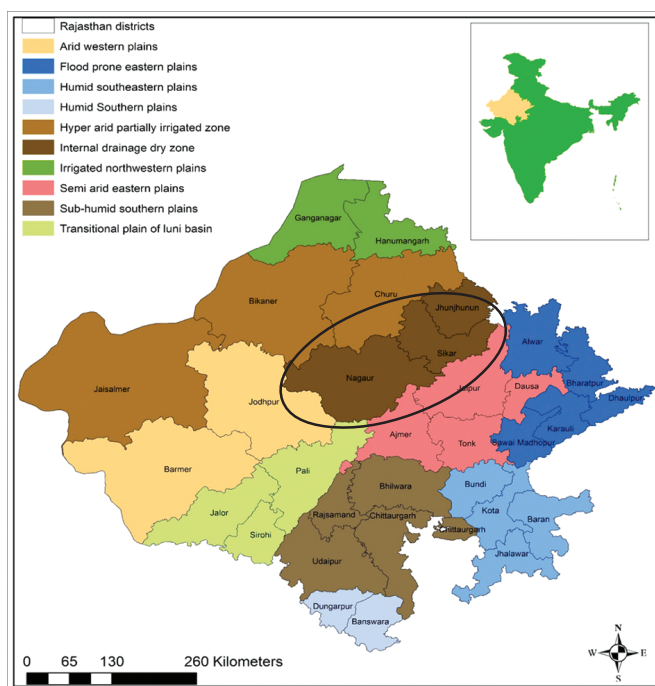 Rajasthan districts
Arid western plains
Flood prone eastern plains
Humid southeastern plains
Humid Southern plains
Hyper arid partially irrigated zone
Internal drainage dry zone
Irrigated northwestern plains
Semi arid eastern plains
Sub-humid southern plains
Transitional plain of luni basin
Ganganagar
Hanumangarh
Bikaner
Churu
Jhunjhunun
Alwar
Sikar
Jaisalmer
Nagaur
Jaipur
Dausa
Bharatpur
Dhaulpur
Jodhpur
Karauli
Ajmer
Tonk
Sawai Madhopur
Barmer
Pali
Bhilwara
Bundi
Jalor
Rajsamand
Chittaurgarh
Kota
Baran
Chittaurgarh
Sirohi
Udaipur
Jhalawar
Dungarpur
Banswara
N
W E
S
0 65 130 260 Kilometers